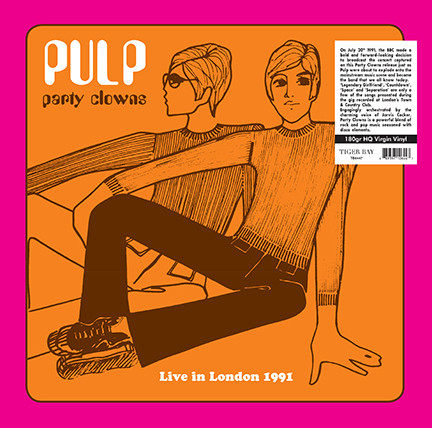 PULP
party clowns
On July 20th 1991, the BBC made a
bold and forward-looking decision
to broadcast the concert captured
on this Party Clowns release just as
Pulp were about to explode onto the
mainstream music scene and become
the band that we all know today.
'Legendary Girlfriend', 'Countdown',
'Space' and 'Separation' are only a
few of the songs presented during
the gig recorded at London's Town
& Country Club.
Engagingly orchestrated by the
charming voice of Jarvis Cocker,
Party Clowns is a powerful blend of
rock and pop music seasoned with
disco elements.
180gr HQ Virgin Vinyl
TIGER BAY
Live in London 1991